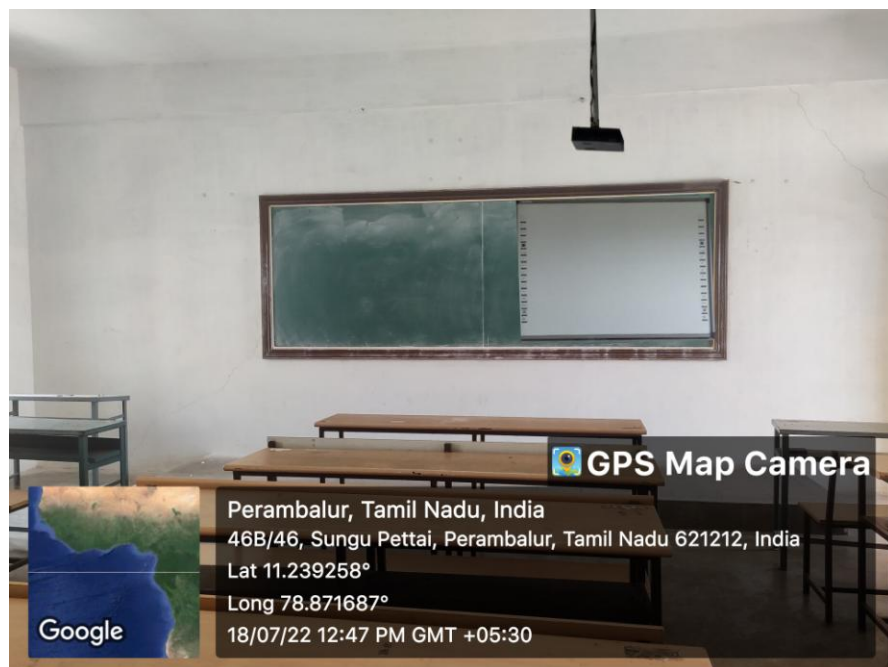 GPS Map Camera
Perambalur, Tamil Nadu, India
46B/46, Sungu Pettai, Perambalur, Tamil Nadu 621212, India
Lat 11.239258°
Long 78.871687°
18/07/22 12:47 PM GMT +05:30
Google